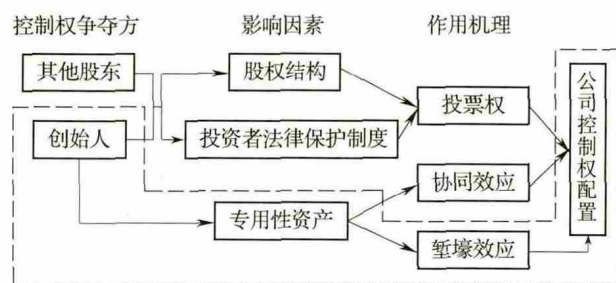 控制权争夺方
影响因素
作用机理
其他股东
股权结构
投票权
公司控制权配置
创始人
投资者法律保护制度
协同效应
专用性资产
堑壕效应